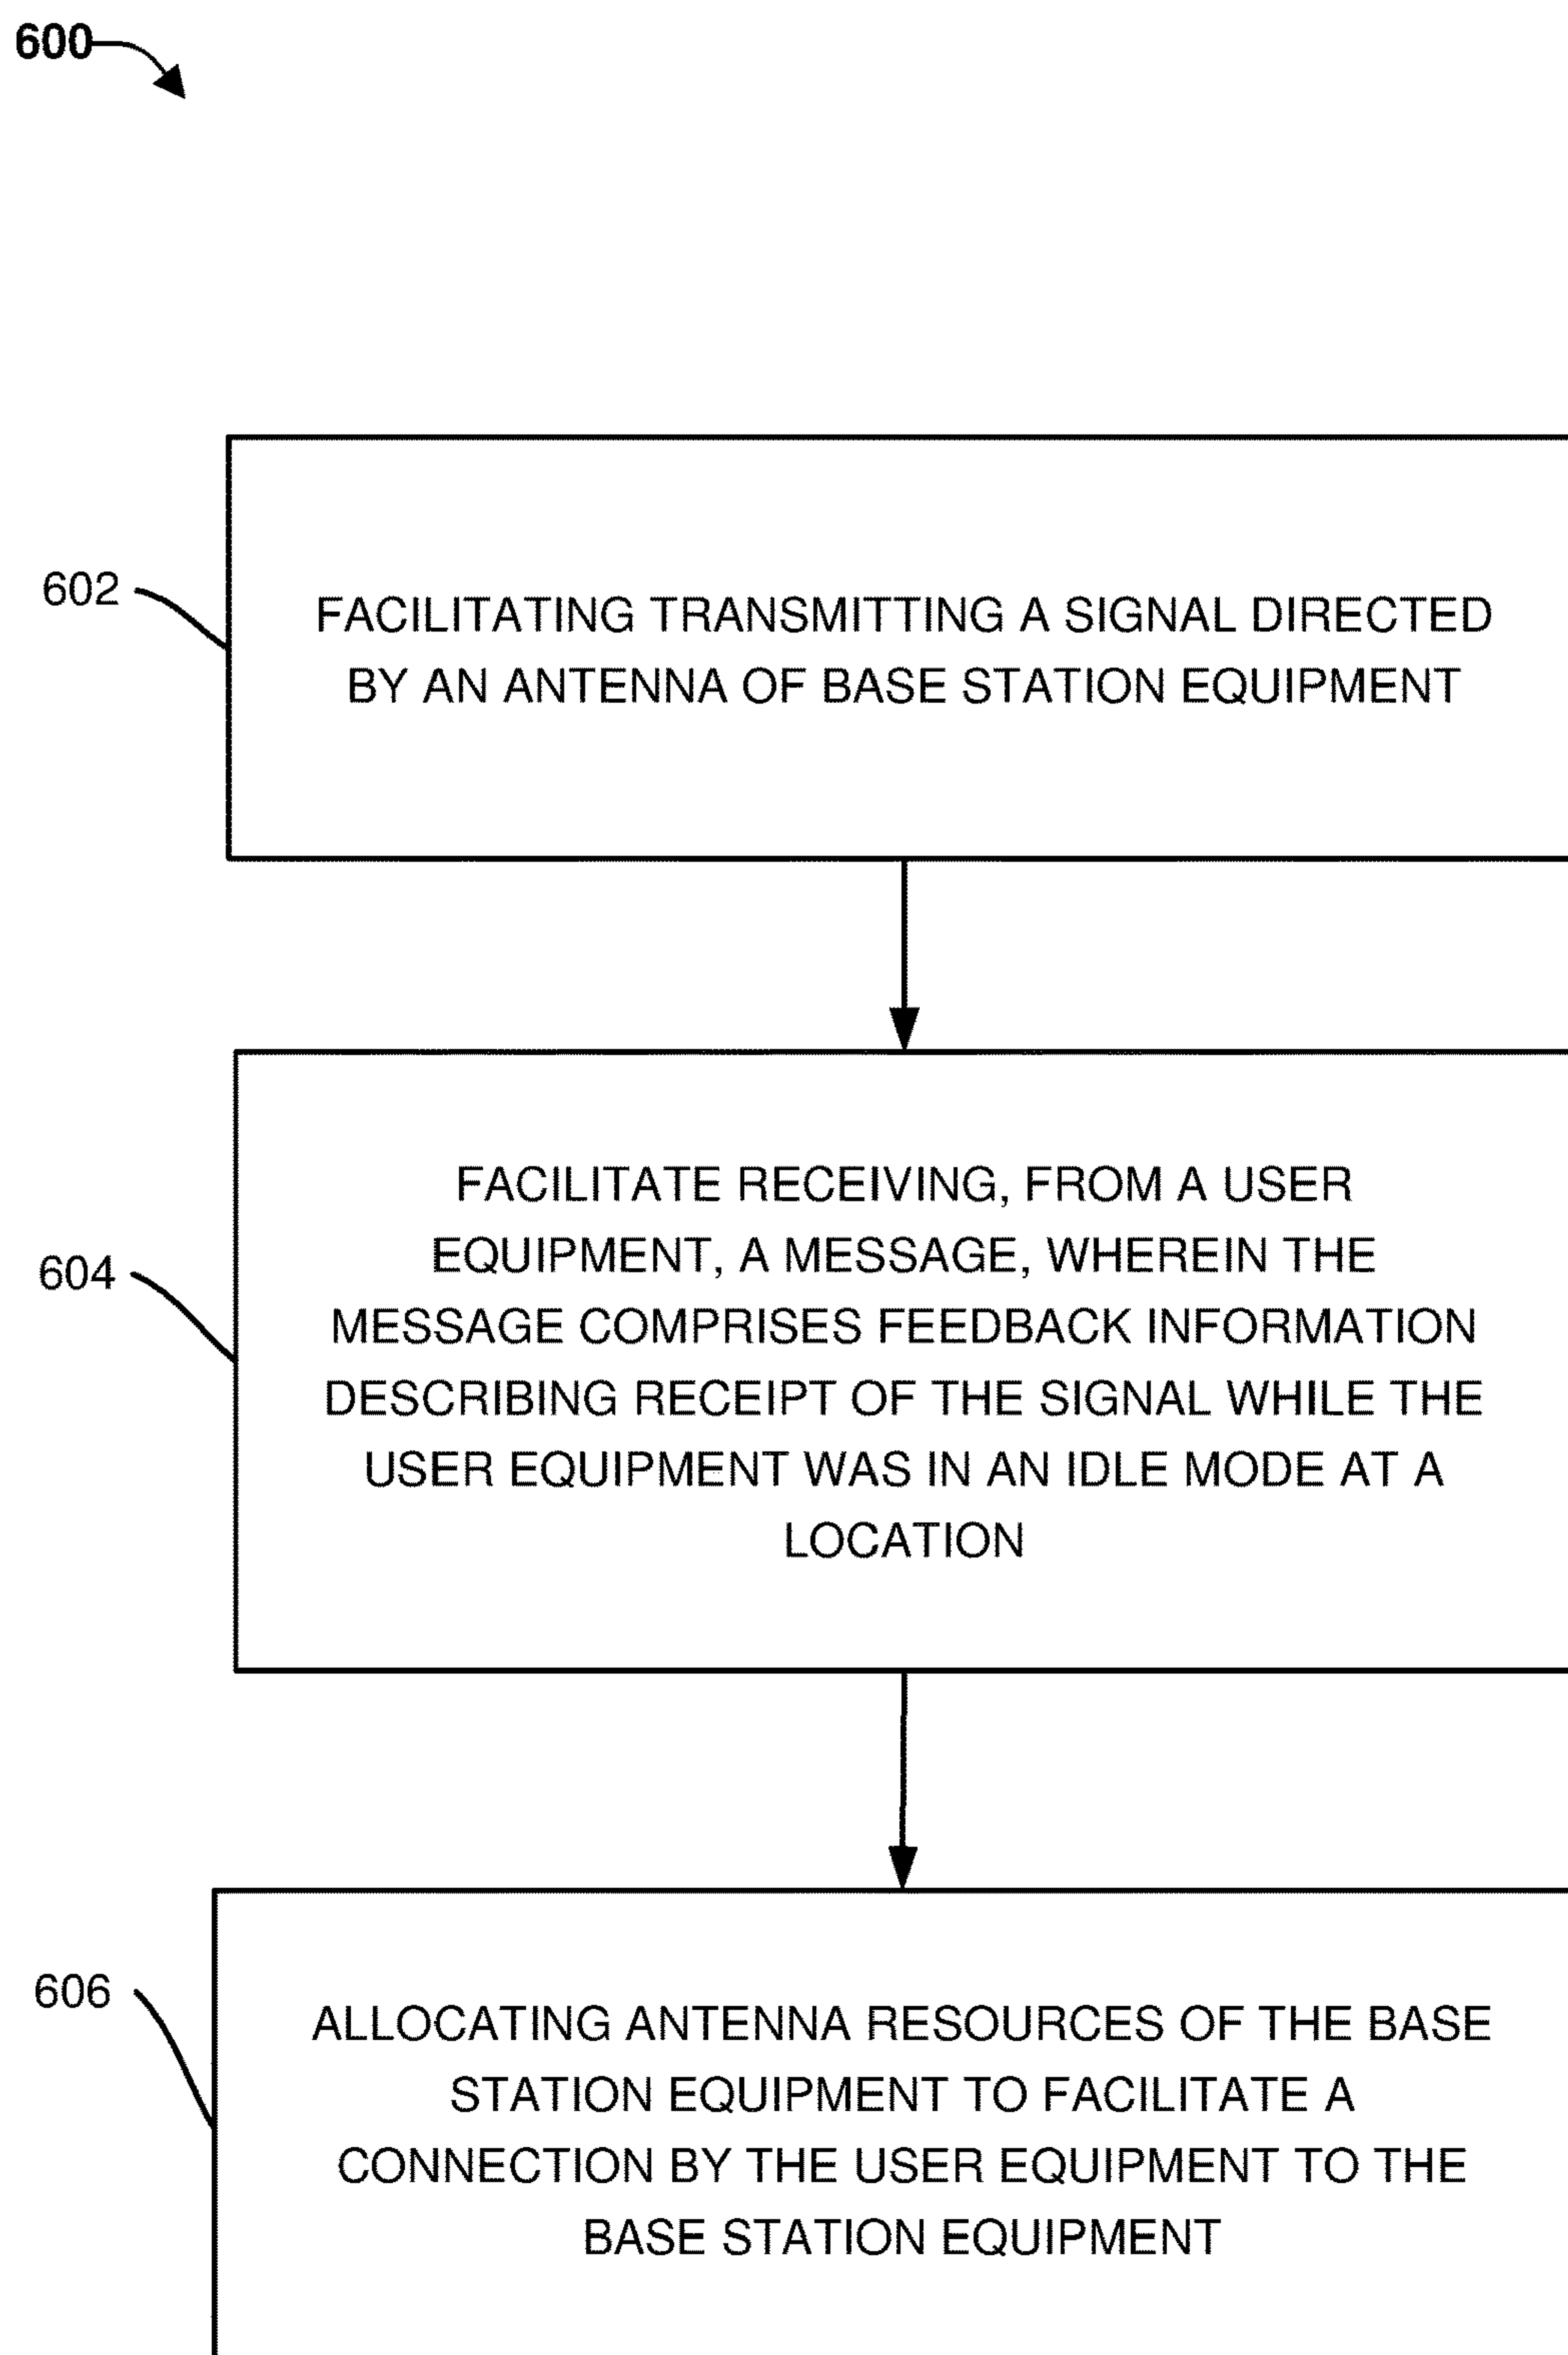 600
602
FACILITATING TRANSMITTING A SIGNAL DIRECTED
BY AN ANTENNA OF BASE STATION EQUIPMENT
604
FACILITATE RECEIVING, FROM A USER
EQUIPMENT, A MESSAGE, WHEREIN THE
MESSAGE COMPRISES FEEDBACK INFORMATION
DESCRIBING RECEIPT OF THE SIGNAL WHILE THE
USER EQUIPMENT WAS IN AN IDLE MODE AT A
LOCATION
606
ALLOCATING ANTENNA RESOURCES OF THE BASE
STATION EQUIPMENT TO FACILITATE A
CONNECTION BY THE USER EQUIPMENT TO THE
BASE STATION EQUIPMENT